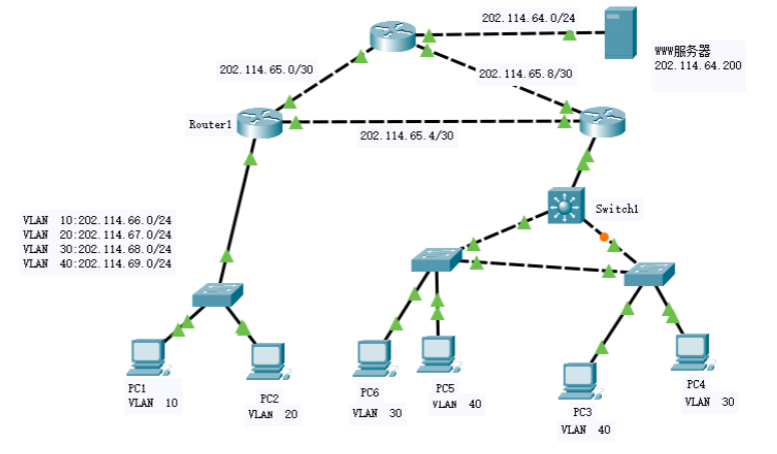 202.114.64.0/24
WWW服务器
202.114.64.200
202.114.65.0/30
202.114.65.8/30
Router1
202.114.65.4/30
VLAN 10:202.114.66.0/24
VLAN 20:202.114.67.0/24
VLAN 30:202.114.68.0/24
VLAN 40:202.114.69.0/24
Switch1
PC1
VLAN 10
PC2
VLAN 20
PC6
VLAN 30
PC5
VLAN 40
PC3
VLAN 40
PC4
VLAN 30